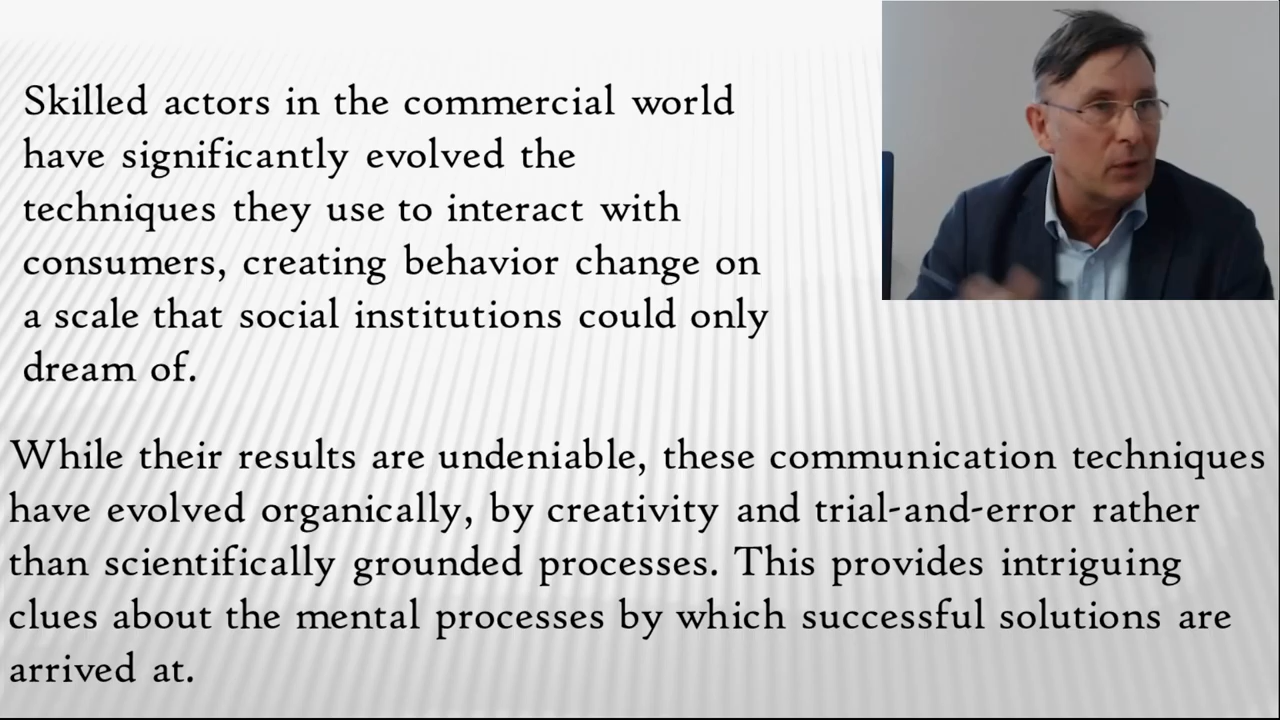 Skilled actors in the commercial world
have significantly evolved the
techniques they use to interact with
consumers, creating behavior change on
a scale that social institutions could only
dream of.
While their results are undeniable, these communication techniques
have evolved organically, by creativity and trial-and-error rather
than scientifically grounded processes. This provides intriguing
clues about the mental processes by which successful solutions are
arrived at.